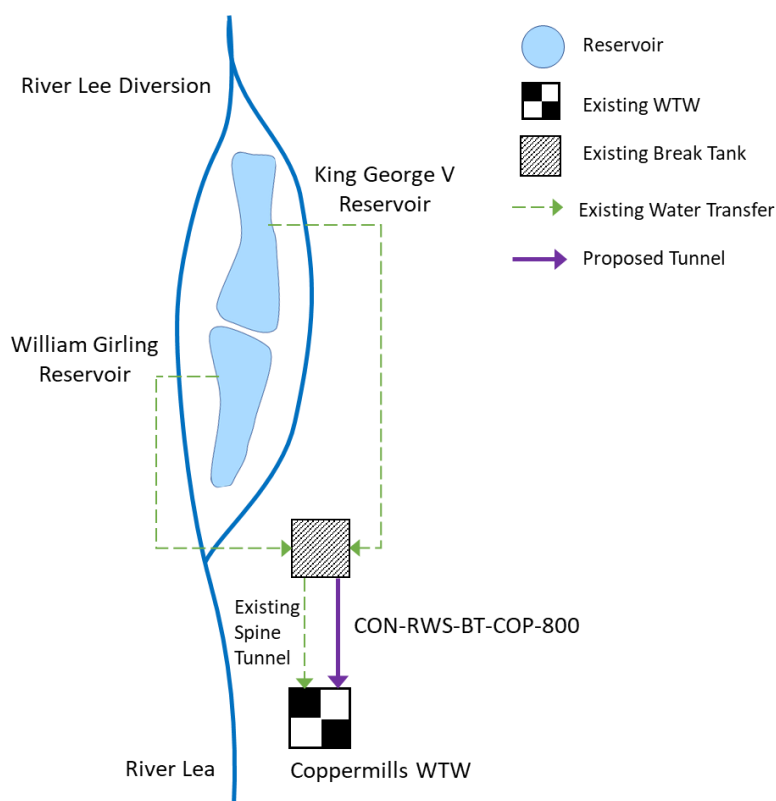 River Lee Diversion
King George V
Reservoir
William Girling
Reservoir
Existing
Spine
Tunnel
CON-RWS-BT-COP-800
River Lea
Coppermills WTW
Reservoir
Existing WTW
Existing Break Tank
Existing Water Transfer
Proposed Tunnel